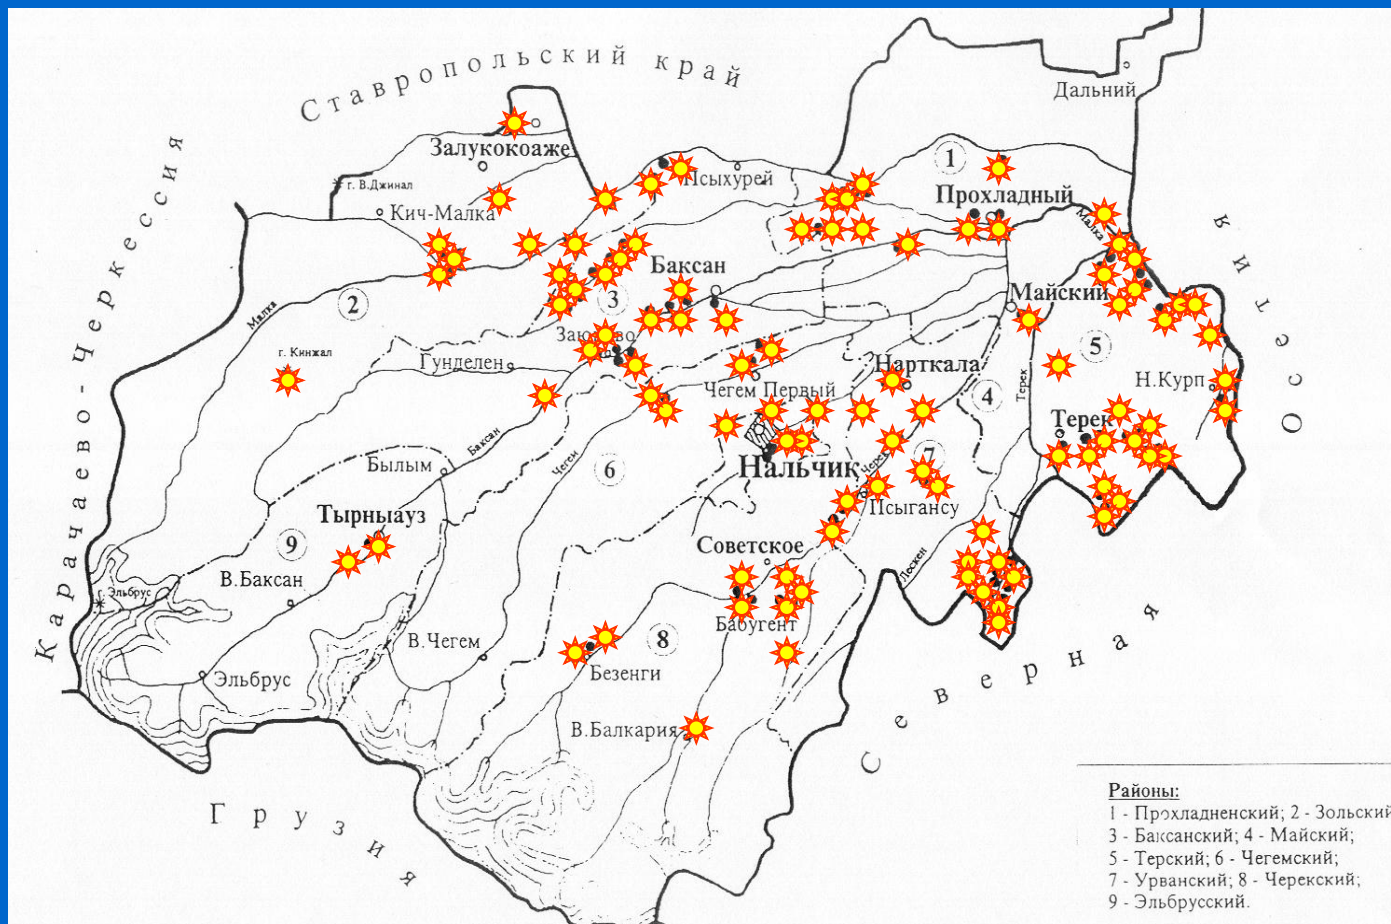 Ставропольский край
Дальний
Залукокоаже
Псыхурей
1
г. В.Джинал
Прохладный
Кич-Малка
Малка
Баксан
2
3
Майский
Малка
Заюково
г. Кинжал
Гунделен
5
Чегем Первый
Нарткала
Н.Курп
4
Терек
Терек
Баксан
Былым
Чегем
6
Нальчик
Черек
7
Псыгансу
Тырныауз
9
Советское
В.Баксан
Лескен
г. Эльбрус
Бабугент
8
В.Чегем
Безенги
Эльбрус
В.Балкария
Карачаево-Черкессия
Северная
Осетия
Грузия
Районы:
1 - Прохладненский; 2 - Зольский
3 - Баксанский; 4 - Майский;
5 - Терский; 6 - Чегемский;
7 - Урванский; 8 - Черекский;
9 - Эльбрусский.